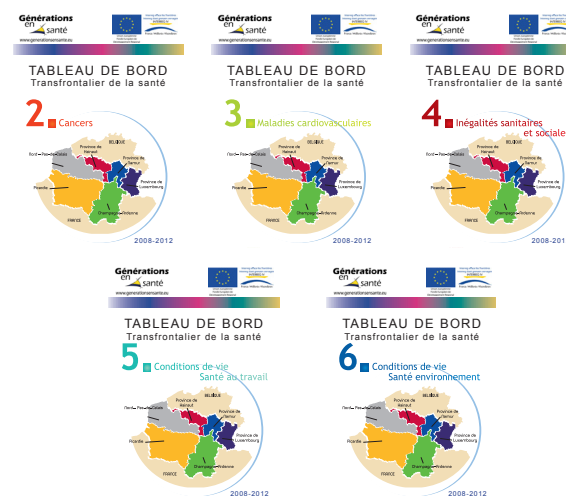 Générations
en santé
www.generationsante.eu
TABLEAU DE BORD
Transfrontalier de la santé
2 Cancers
BELGIQUE
Province de
Hainaut
Nord - Pas-de-Calais
Province de
Namur
Province de
Luxembourg
Picardie
Champagne-Ardenne
FRANCE
2008-2012
Générations
en santé
www.generationsante.eu
TABLEAU DE BORD
Transfrontalier de la santé
3 Maladies cardiovasculaires
BELGIQUE
Province de
Hainaut
Nord - Pas-de-Calais
Province de
Namur
Province de
Luxembourg
Picardie
Champagne-Ardenne
FRANCE
2008-2012
Générations
en santé
www.generationsante.eu
TABLEAU DE BORD
Transfrontalier de la santé
4 Inégalités sanitaires
et sociale
BELGIQUE
Province de
Hainaut
Nord - Pas-de-Calais
Province de
Namur
Province de
Luxembourg
Picardie
Champagne-Ardenne
FRANCE
2008-201
Générations
en santé
www.generationsante.eu
TABLEAU DE BORD
Transfrontalier de la santé
5 Conditions de vie
Santé au travail
BELGIQUE
Province de
Hainaut
Nord - Pas-de-Calais
Province de
Namur
Province de
Luxembourg
Picardie
Champagne-Ardenne
FRANCE
2008-2012
Générations
en santé
www.generationsante.eu
TABLEAU DE BORD
Transfrontalier de la santé
6 Conditions de vie
Santé environnement
BELGIQUE
Province de
Hainaut
Nord - Pas-de-Calais
Province de
Namur
Province de
Luxembourg
Picardie
Champagne-Ardenne
FRANCE
2008-2012